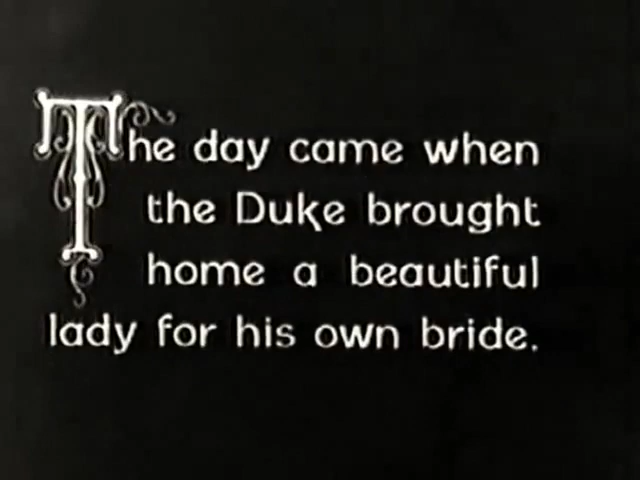 The day came when
the Duke brought
home a beautiful
lady for his own bride.